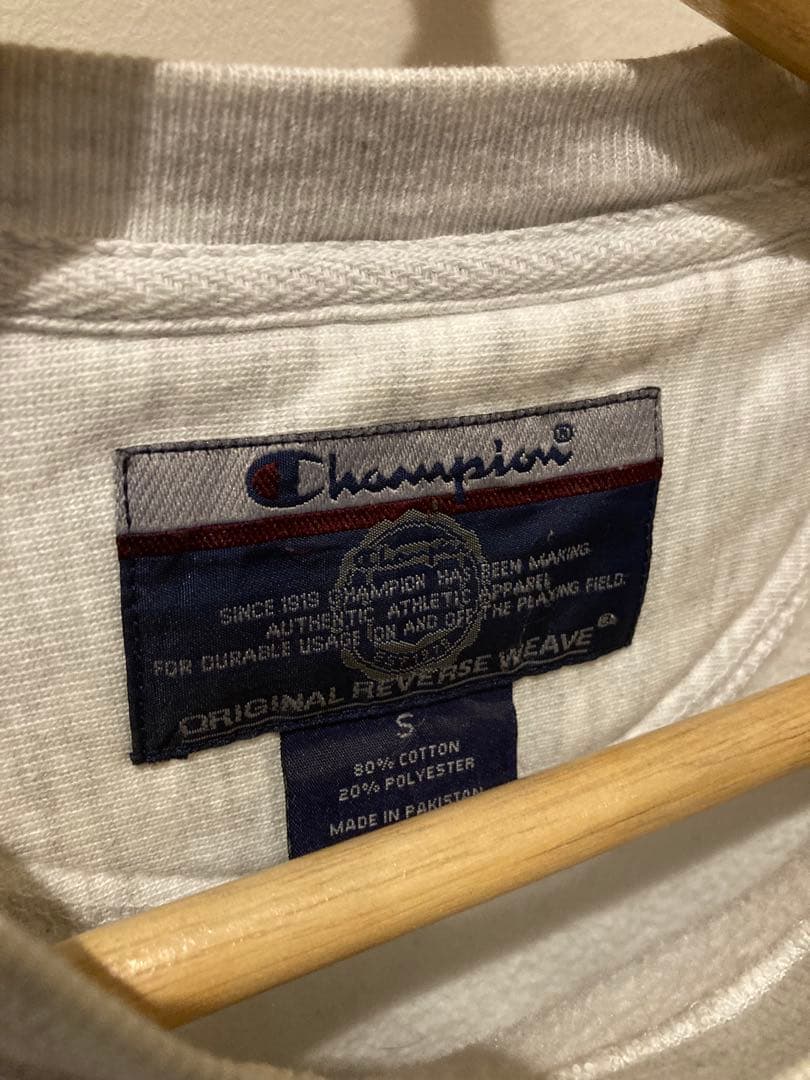 Champion®
SINCE 1919 CHAMPION HAS BEEN MAKING
AUTHENTIC ATHLETIC APPAREL
FOR DURABLE USAGE ON AND OFF THE PLAYING FIELD.
ORIGINAL REVERSE WEAVE®
S
80% COTTON
20% POLYESTER
MADE IN PAKISTAN